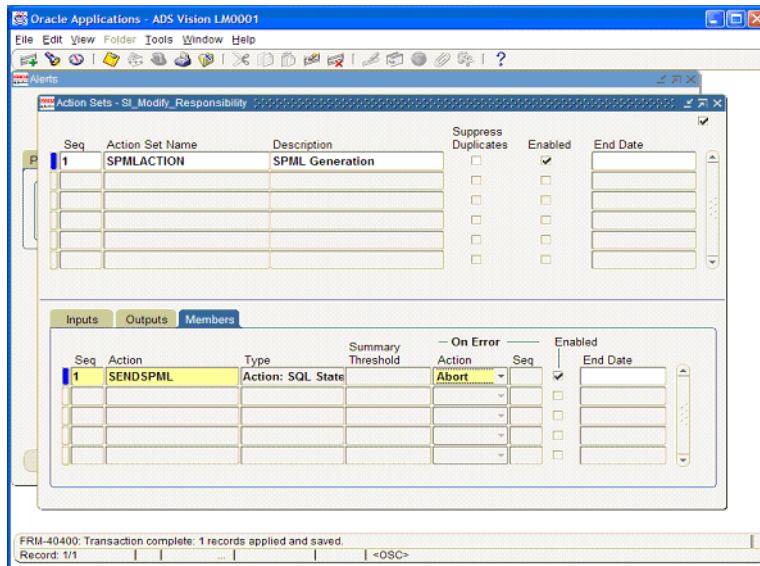 Oracle Applications - ADS Vision LM0001
File Edit View Folder Tools Window Help
Alerts
Action Sets - SI_Modify_Responsibility
Suppress
Seq Action Set Name Description Duplicates Enabled End Date
P
1 SPMLACTION SPML Generation
Inputs Outputs Members
Summary On Error Enabled
Seq Action Type Threshold Action Seq End Date
1 SENDSPML Action: SQL State Abort
FRM-40400: Transaction complete: 1 records applied and saved.
Record: 1/1 ... <OSC>